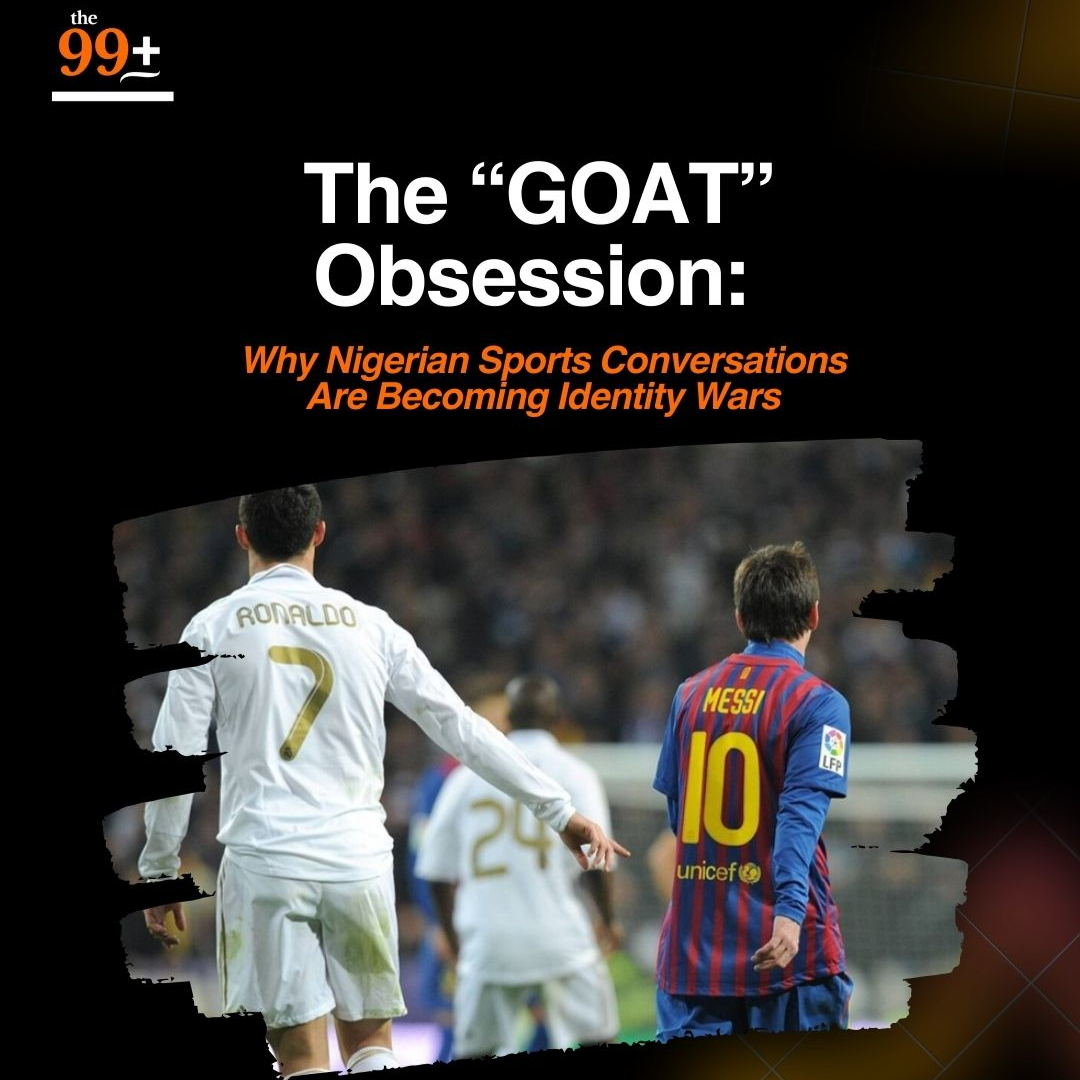 the
99+
The “GOAT”
Obsession:
Why Nigerian Sports Conversations
Are Becoming Identity Wars
RONALDO
7
24
MESSI
10
LFP
unicef